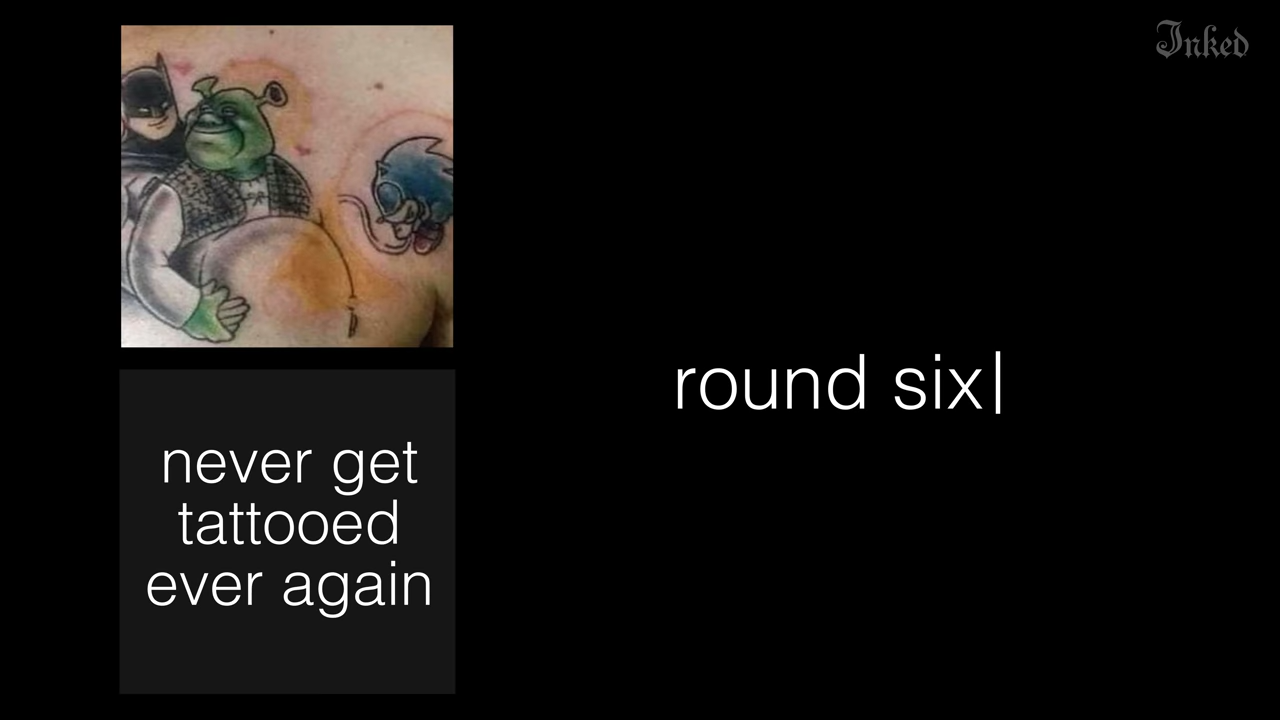 Inked
round six
never get
tattooed
ever again